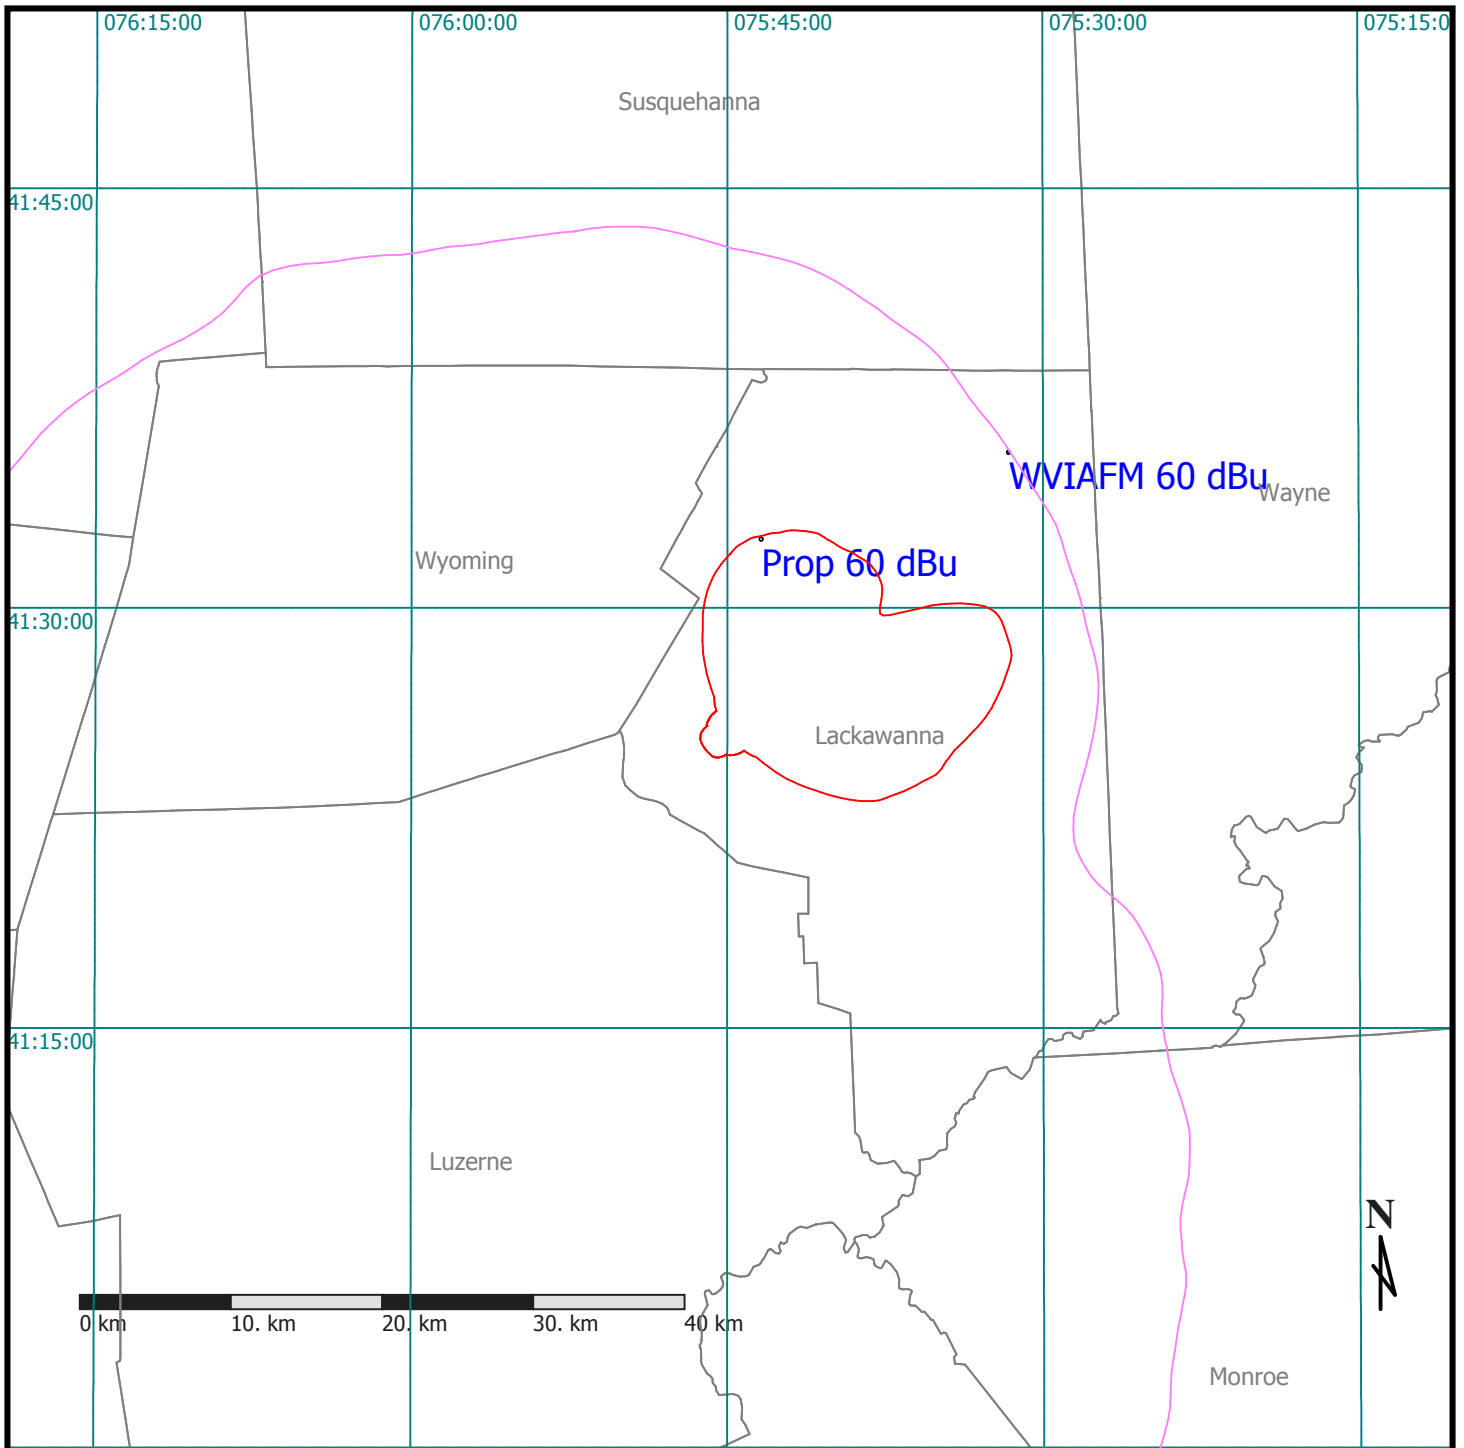 076:15:00
076:00:00
075:45:00
075:30:00
075:15:0
Susquehanna
41:45:00
WVIAFM 60 dBu
Wayne
Wyoming
Prop 60 dBu
41:30:00
Lackawanna
41:15:00
Luzerne
N
0 km
10. km
20. km
30. km
40 km
Monroe